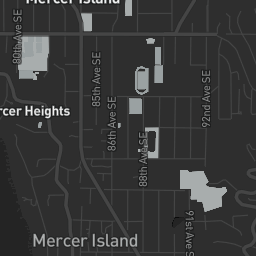 Mercer Island
80th Ave SE
85th Ave SE
92nd Ave SE
rcer Heights
86th Ave SE
88th Ave SE
91st Ave S
Mercer Island